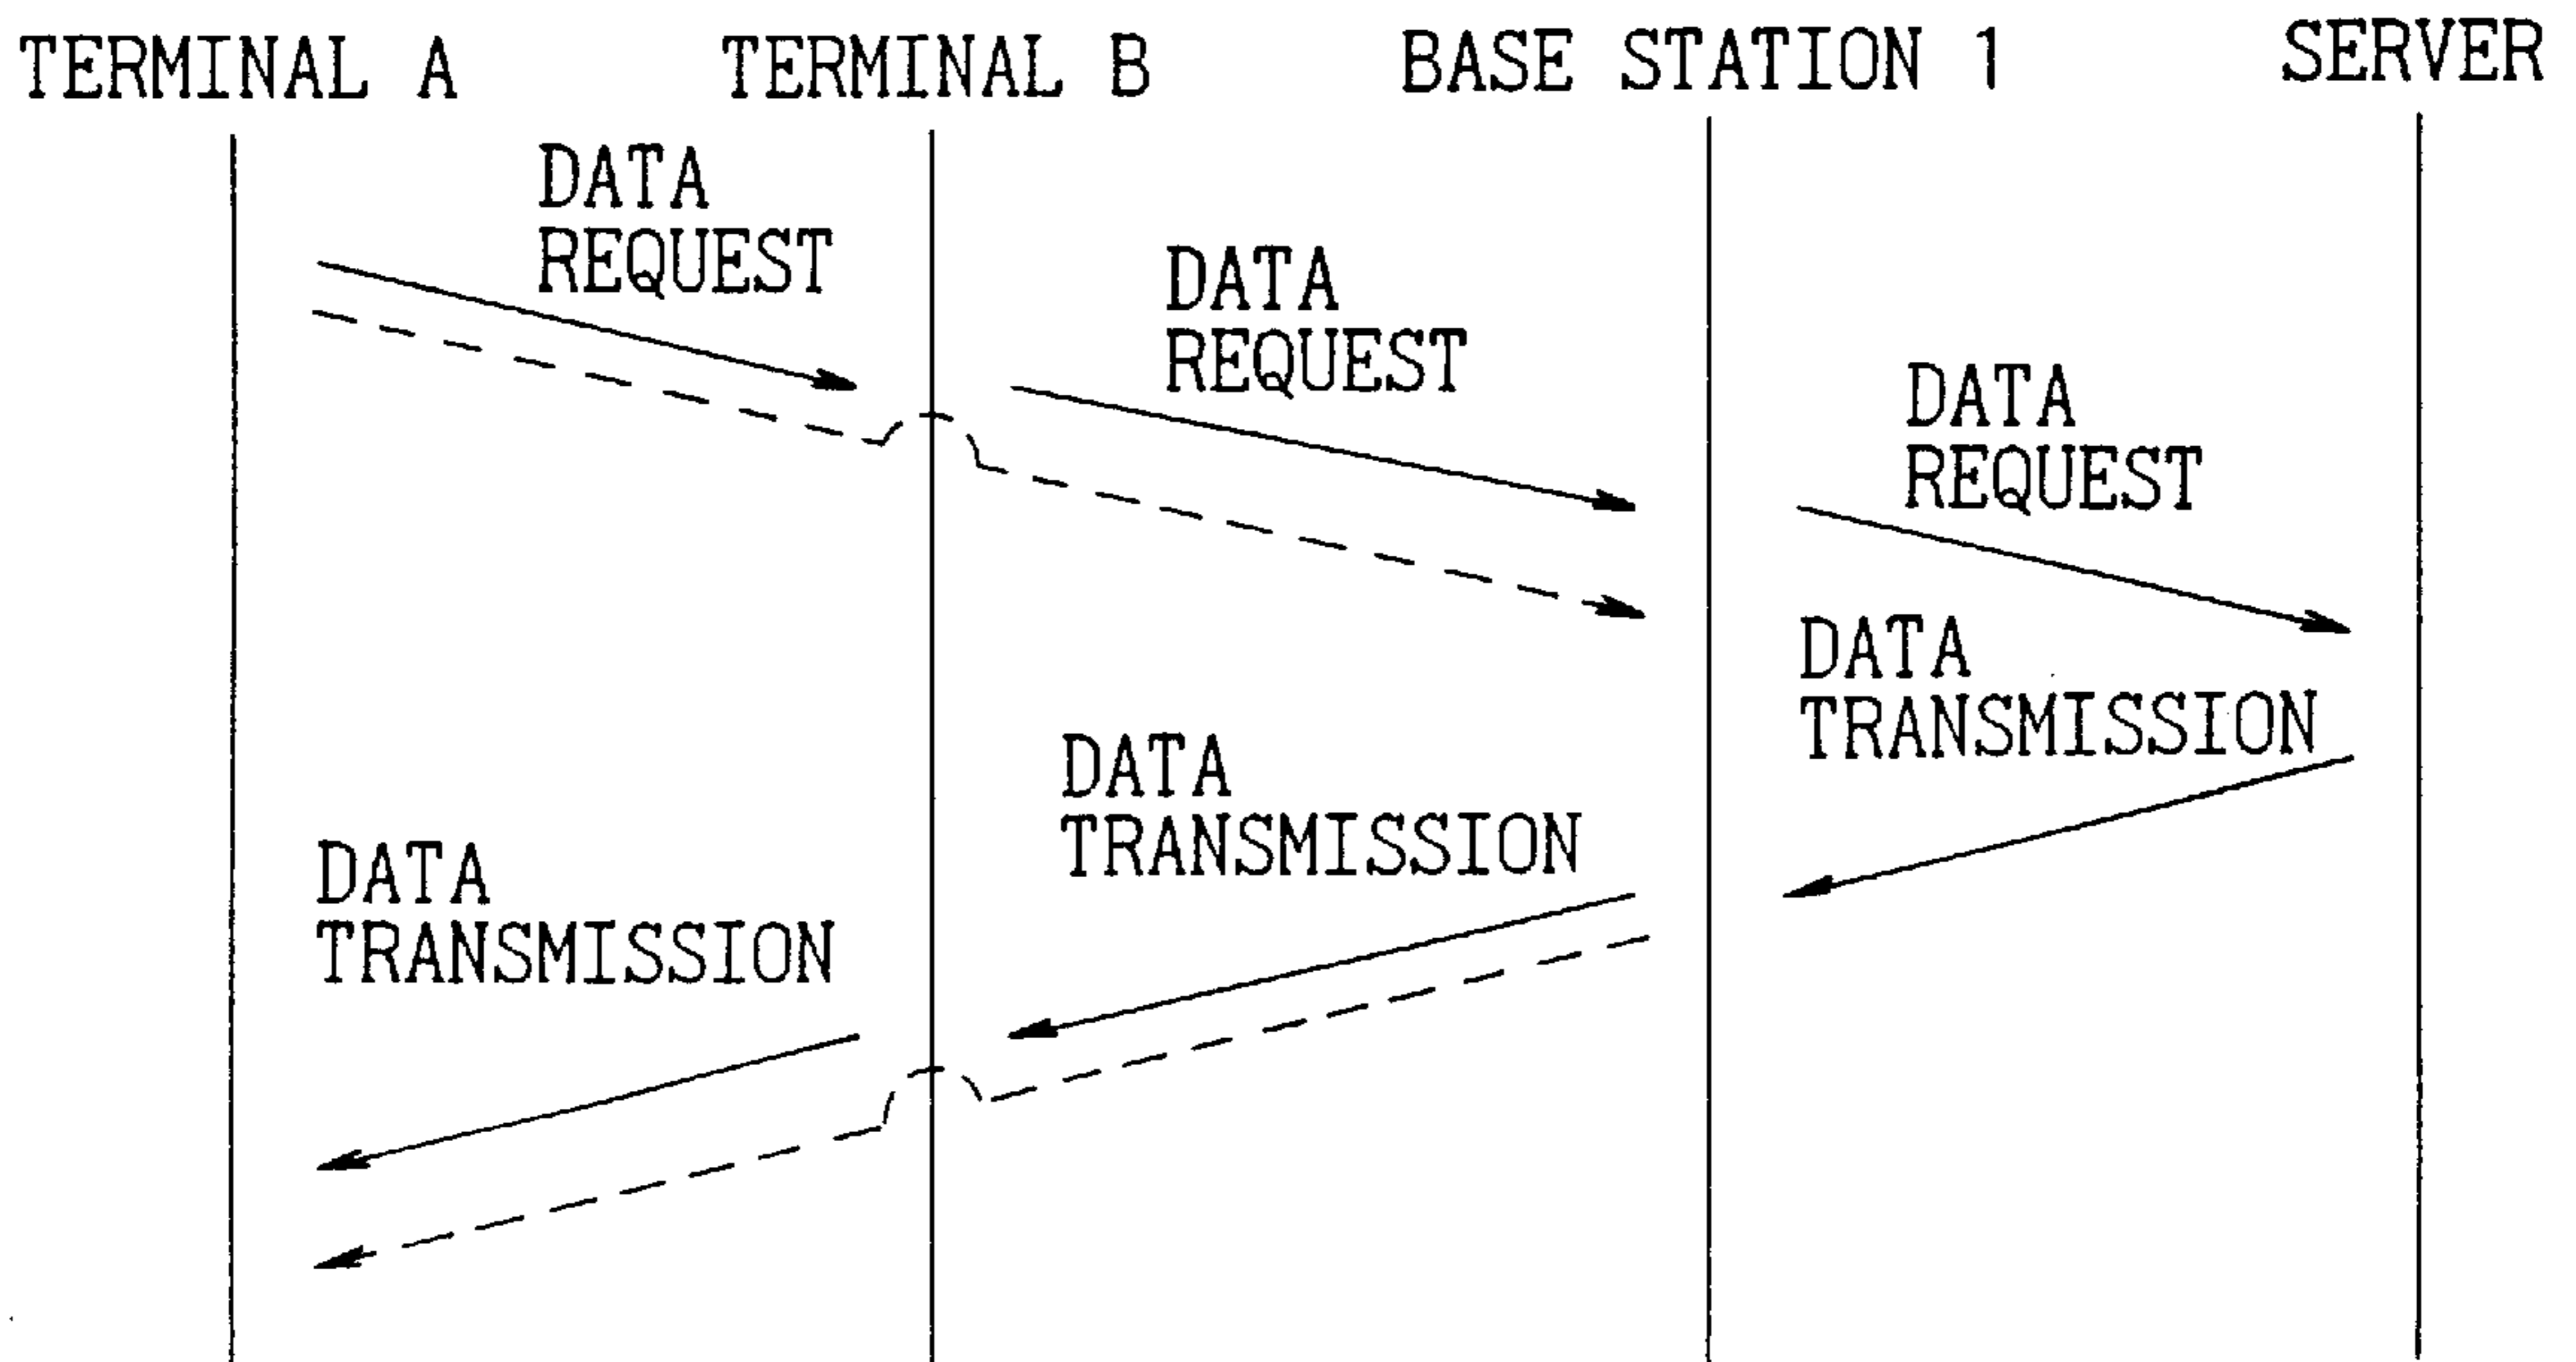 TERMINAL A
TERMINAL B
BASE STATION 1
SERVER
DATA
REQUEST
DATA
REQUEST
DATA
REQUEST
DATA
TRANSMISSION
DATA
TRANSMISSION
DATA
TRANSMISSION